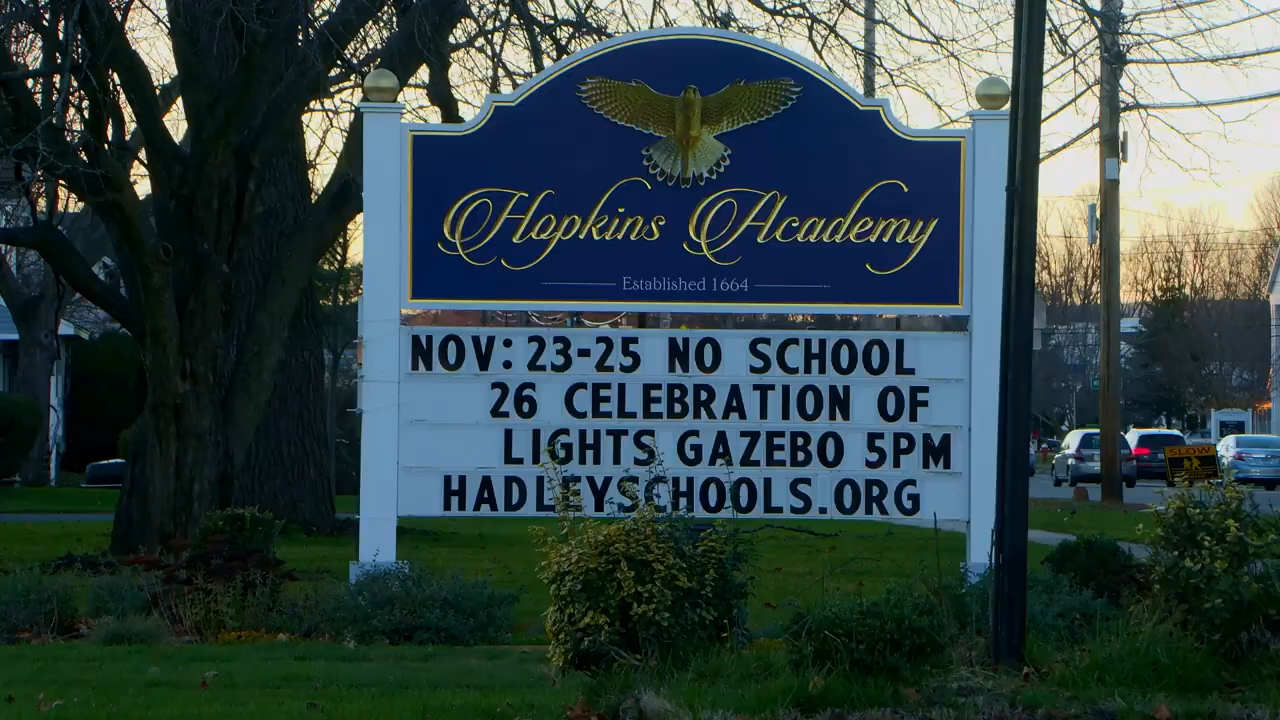 Hopkins Academy
Established 1664
NOV: 23-25 NO SCHOOL
26 CELEBRATION OF
LIGHTS GAZEBO 5PM
HADLEYSCHOOLS.ORG
SLOW